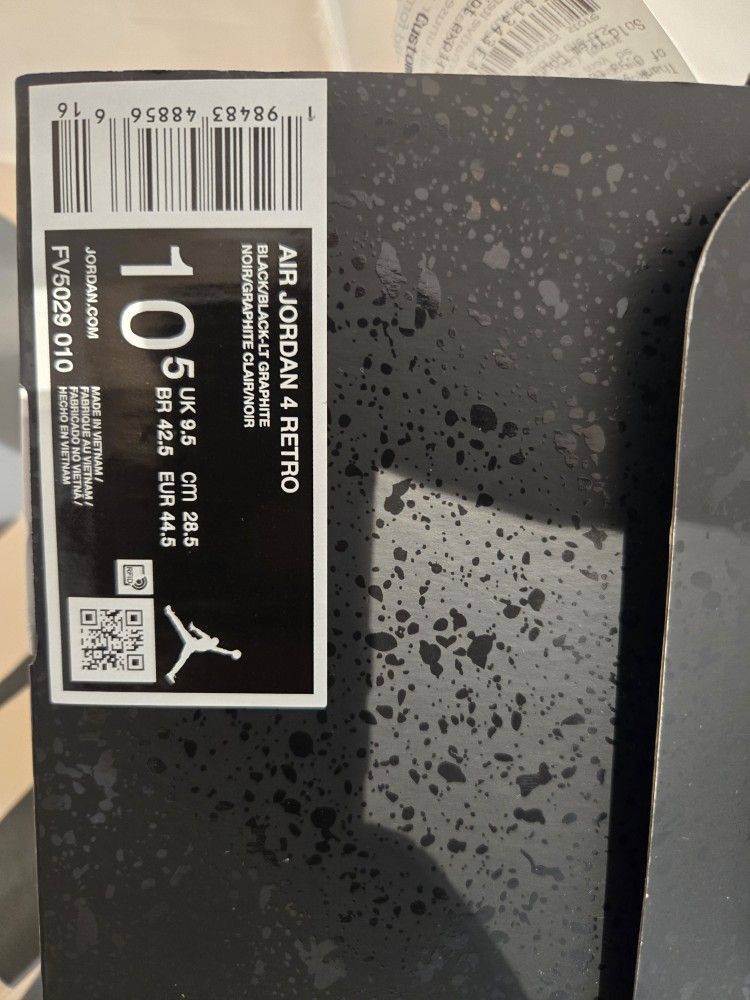 AIR JORDAN 4 RETRO
BLACK/BLACK-LT GRAPHITE
NOIR/GRAPHITE CLAIR/NOIR
10 5
UK 9.5 cm 28.5
BR 42.5 EUR 44.5
JORDAN.COM
FV5029 010
MADE IN VIETNAM /
FABRIQUE AU VIETNAM /
FABRICADO NO VIETNÃ /
HECHO EN VIETNAM
RFID
1 98483 48856 6 16